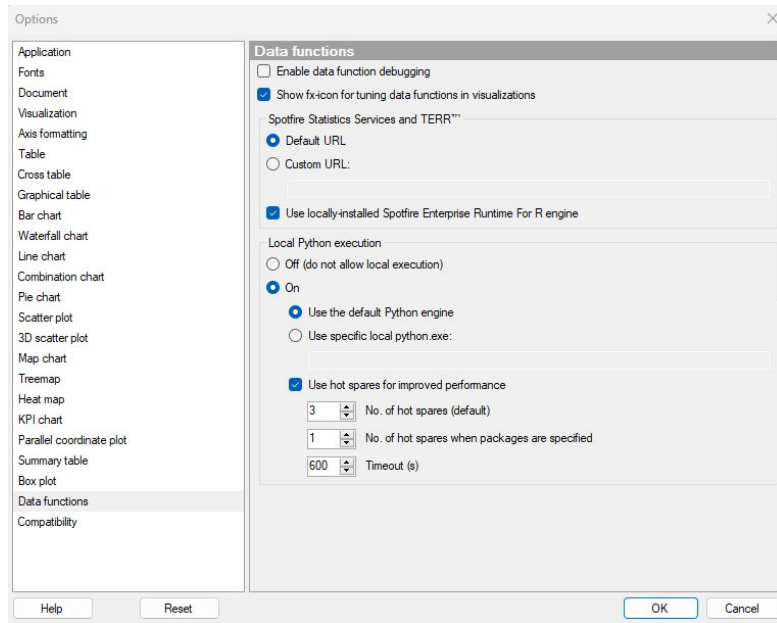 Options
Application
Fonts
Document
Visualization
Axis formatting
Table
Cross table
Graphical table
Bar chart
Waterfall chart
Line chart
Combination chart
Pie chart
Scatter plot
3D scatter plot
Map chart
Treemap
Heat map
KPI chart
Parallel coordinate plot
Summary table
Box plot
Data functions
Compatibility
Data functions
Enable data function debugging
Show fx-icon for tuning data functions in visualizations
Spotfire Statistics Services and TERR™
Default URL
Custom URL:
Use locally-installed Spotfire Enterprise Runtime For R engine
Local Python execution
Off (do not allow local execution)
On
Use the default Python engine
Use specific local python.exe:
Use hot spares for improved performance
3 No. of hot spares (default)
1 No. of hot spares when packages are specified
600 Timeout (s)
Help Reset OK Cancel